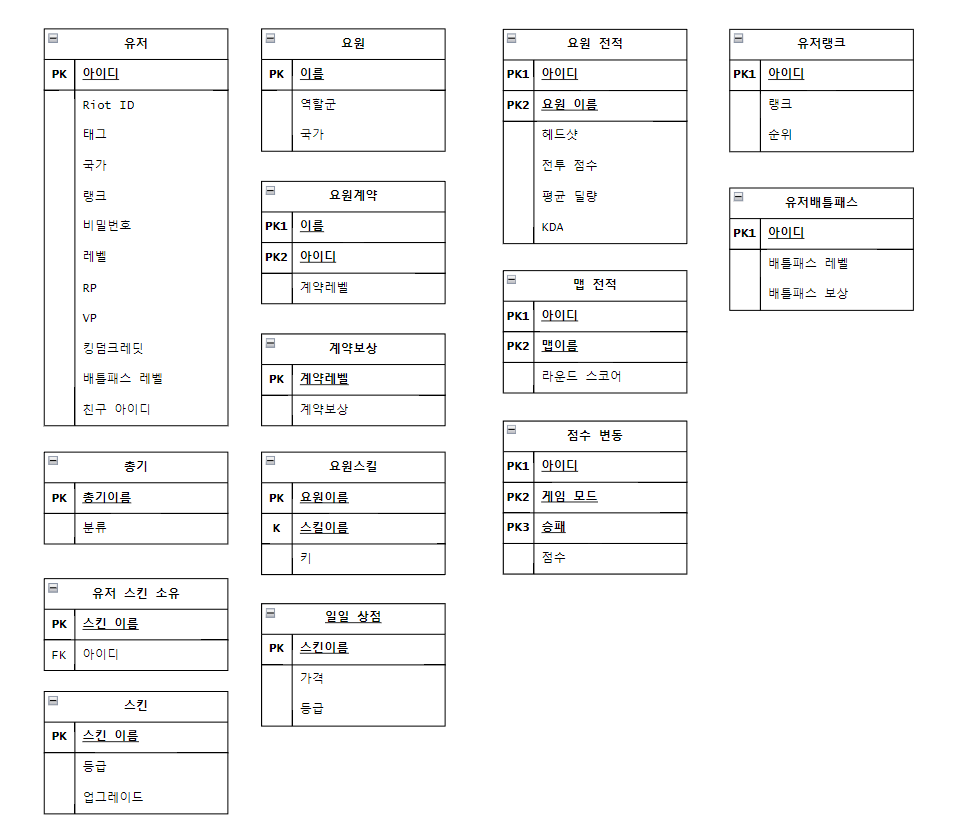 유저
PK 아이디
Riot ID
태그
국가
랭크
비밀번호
레벨
RP
VP
킹덤크레딧
배틀패스 레벨
친구 아이디
총기
PK 총기이름
분류
유저 스킨 소유
PK 스킨 이름
FK 아이디
스킨
PK 스킨 이름
등급
업그레이드
요원
PK 이름
역할군
국가
요원계약
PK1 이름
PK2 아이디
계약레벨
계약보상
PK 계약레벨
계약보상
요원스킬
PK 요원이름
K 스킬이름
키
일일 상점
PK 스킨이름
가격
등급
요원 전적
PK1 아이디
PK2 요원 이름
헤드샷
전투 점수
평균 딜량
KDA
맵 전적
PK1 아이디
PK2 맵이름
라운드 스코어
점수 변동
PK1 아이디
PK2 게임 모드
PK3 승패
점수
유저랭크
PK1 아이디
랭크
순위
유저배틀패스
PK1 아이디
배틀패스 레벨
배틀패스 보상